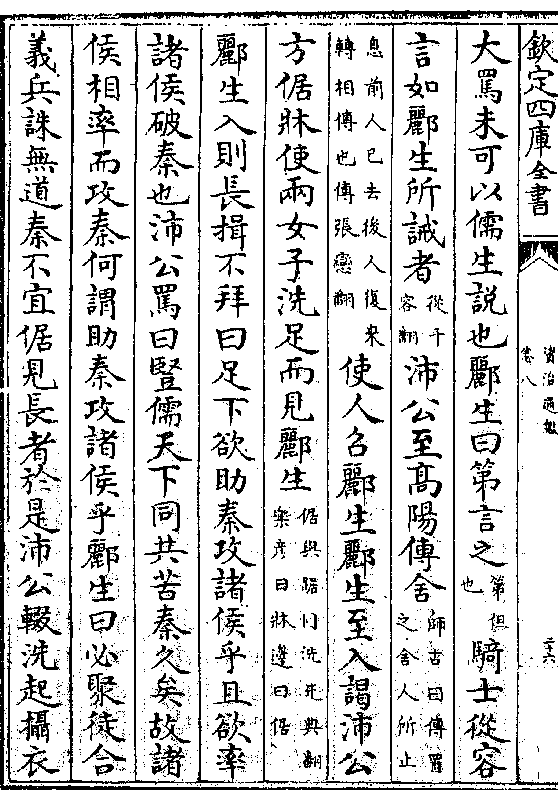 欽定四庫全書
資治通鑑
卷八
二六
大罵未可以儒生説也酈生曰第言之第但也騎士從容
言如酈生所誡者從千容翻沛公至髙陽傳舍師古曰傳置之舍人所止
息前人已去後人復来轉相傳也傳張戀翻使人召酈生酈生至入謁沛公
方倨牀使兩女子洗足而見酈生倨與踞同洗先典翻樂彦曰牀邊曰倨
酈生入則長揖不拜曰足下欲助秦攻諸侯乎且欲率
諸侯破秦也沛公罵曰豎儒天下同共苦秦久矣故諸
侯相率而攻秦何謂助秦攻諸侯乎酈生曰必聚徒合
義兵誅無道秦不宜倨見長者於是沛公輟洗起攝衣